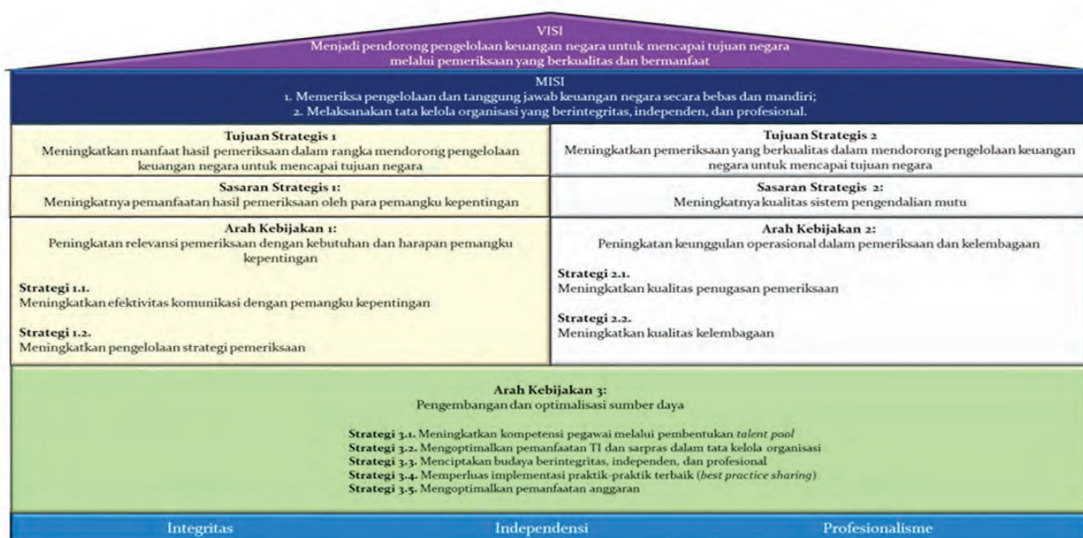 VISI
Menjadi pendorong pengelolaan keuangan negara untuk mencapai tujuan negara
melalui pemeriksaan yang berkualitas dan bermanfaat
MISI
1. Memeriksa pengelolaan dan tanggung jawab keuangan negara secara bebas dan mandiri;
2. Melaksanakan tata kelola organisasi yang berintegritas, independen, dan profesional.
Tujuan Strategis 1
Meningkatkan manfaat hasil pemeriksaan dalam rangka mendorong pengelolaan
keuangan negara untuk mencapai tujuan negara
Sasaran Strategis 1:
Meningkatnya pemanfaatan hasil pemeriksaan oleh para pemangku kepentingan
Arah Kebijakan 1:
Peningkatan relevansi pemeriksaan dengan kebutuhan dan harapan pemangku
kepentingan
Strategi 1.1.
Meningkatkan efektivitas komunikasi dengan pemangku kepentingan
Strategi 1.2.
Meningkatkan pengelolaan strategi pemeriksaan
Tujuan Strategis 2
Meningkatkan pemeriksaan yang berkualitas dalam mendorong pengelolaan keuangan
negara untuk mencapai tujuan negara
Sasaran Strategis 2:
Meningkatnya kualitas sistem pengendalian mutu
Arah Kebijakan 2:
Peningkatan keunggulan operasional dalam pemeriksaan dan kelembagaan
Strategi 2.1.
Meningkatkan kualitas penugasan pemeriksaan
Strategi 2.2.
Meningkatkan kualitas kelembagaan
Arah Kebijakan 3:
Pengembangan dan optimalisasi sumber daya
Strategi 3.1. Meningkatkan kompetensi pegawai melalui pembentukan talent pool
Strategi 3.2. Mengoptimalkan pemanfaatan TI dan sarpras dalam tata kelola organisasi
Strategi 3.3. Menciptakan budaya berintegritas, independen, dan profesional
Strategi 3.4. Memperluas implementasi praktik-praktik terbaik (best practice sharing)
Strategi 3.5. Mengoptimalkan pemanfaatan anggaran
Integritas Independensi Profesionalisme